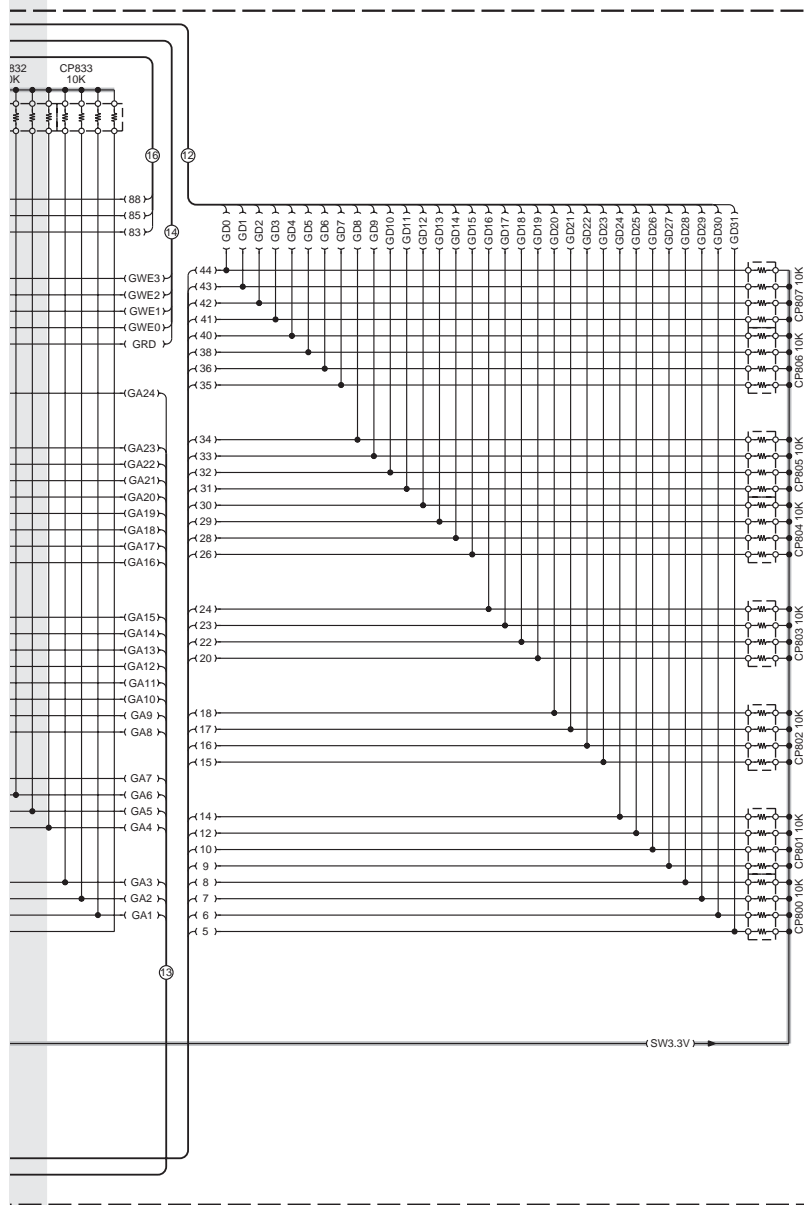 832
0K
CP833
10K
16
12
88
85
83
14
GD0
GD1
GD2
GD3
GD4
GD5
GD6
GD7
GD8
GD9
GD10
GD11
GD12
GD13
GD14
GD15
GD16
GD17
GD18
GD19
GD20
GD21
GD22
GD23
GD24
GD25
GD26
GD27
GD28
GD29
GD30
GD31
GWE3
GWE2
GWE1
GWE0
GRD
GA24
GA23
GA22
GA21
GA20
GA19
GA18
GA17
GA16
GA15
GA14
GA13
GA12
GA11
GA10
GA9
GA8
GA7
GA6
GA5
GA4
GA3
GA2
GA1
13
44
43
42
41
40
38
36
35
34
33
32
31
30
29
28
26
24
23
22
20
18
17
16
15
14
12
10
9
8
7
6
5
CP807 10K
CP806 10K
CP805 10K
CP804 10K
CP803 10K
CP802 10K
CP801 10K
CP800 10K
SW3.3V